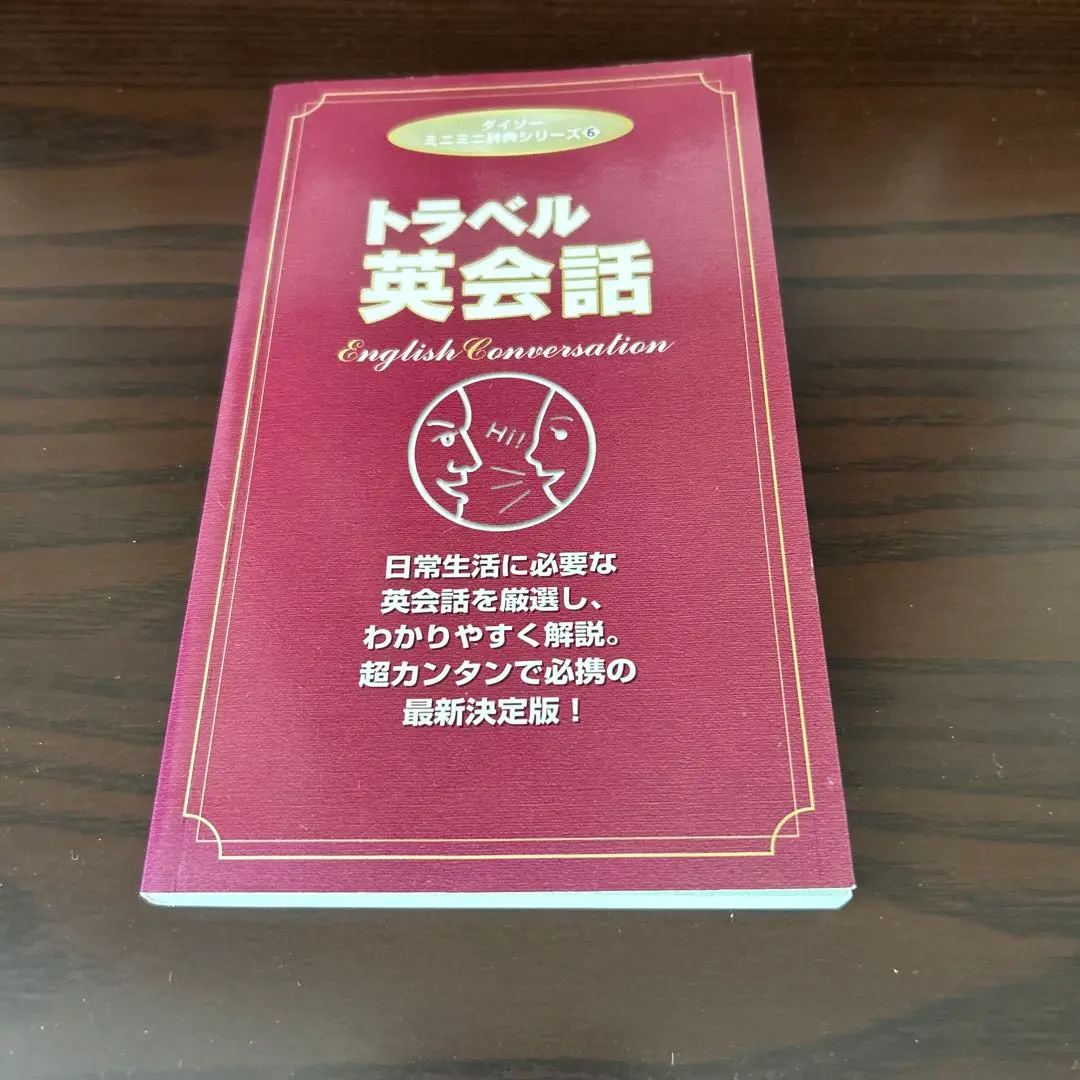 ダイソー
ミニミニ辞典シリーズ6
トラベル
英会話
English Conversation
Hi!
日常生活に必要な
英会話を厳選し、
わかりやすく解説。
超カンタンで必携の
最新決定版！